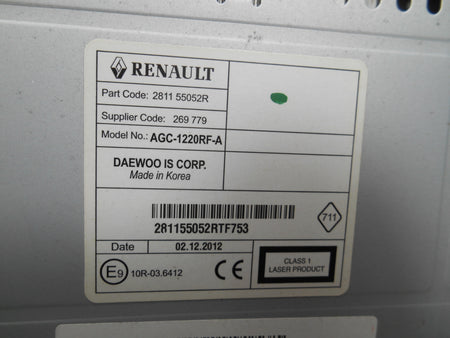 RENAULT
Part Code: 2811 55052R
Supplier Code: 269 779
Model No.: AGC-1220RF-A
DAEWOO IS CORP.
Made in Korea
711
281155052RTF753
Date 02.12.2012
E9 10R-03.6412 CE
CLASS 1
LASER PRODUCT